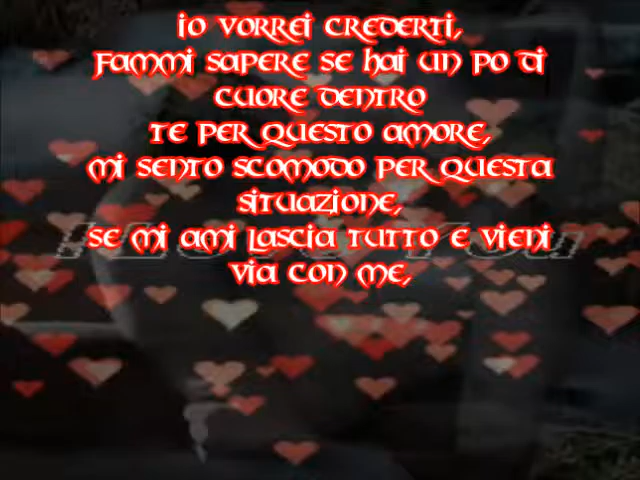 io vorrei crederti,
Fammi sapere se hai un po di
cuore dentro
te per questo amore,
mi sento scomodo per questa
situazione,
se mi ami lascia tutto e vieni
via con me,